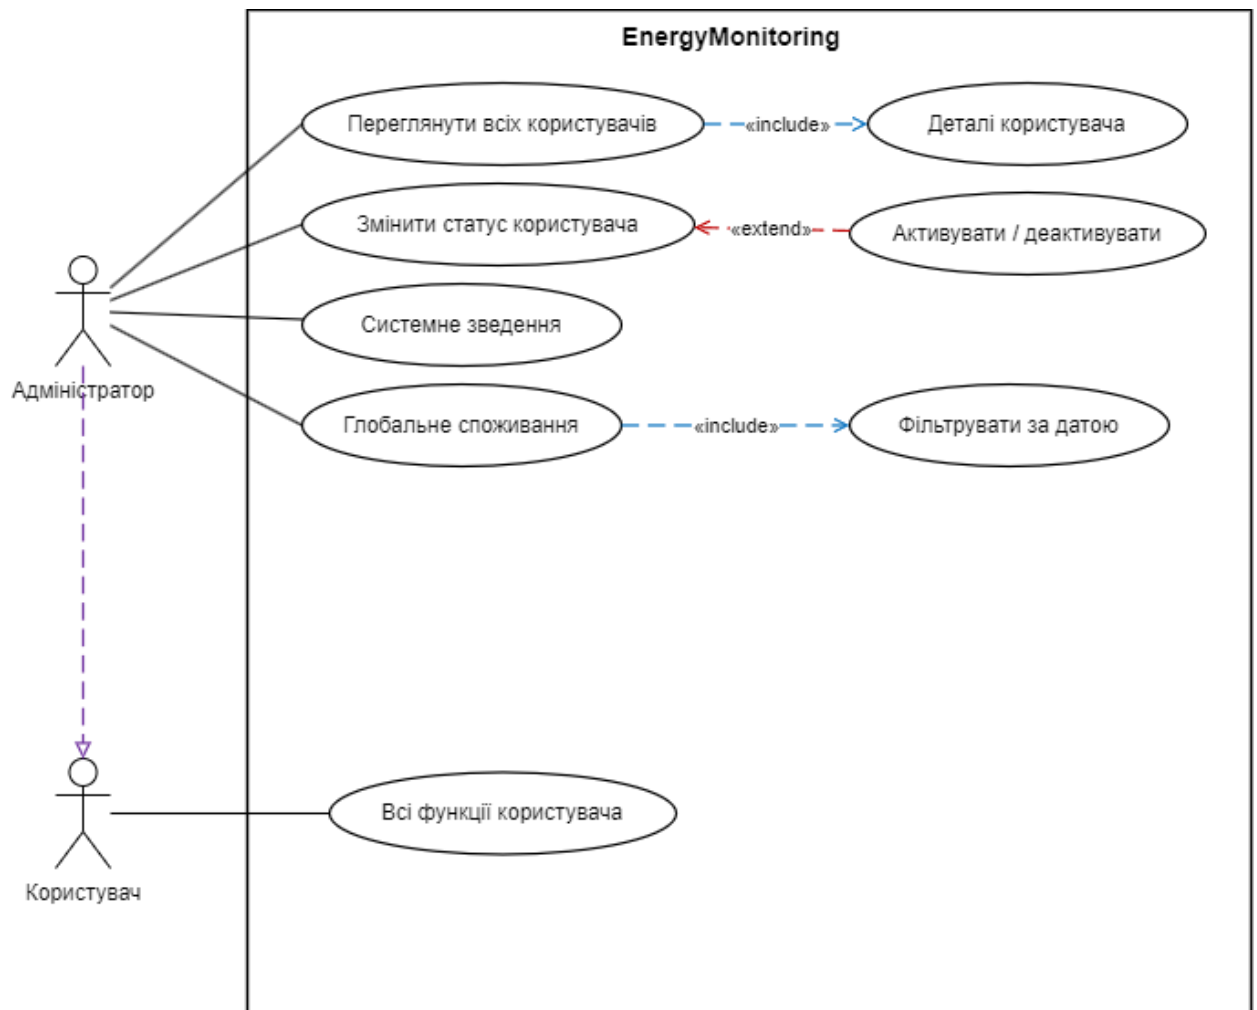 EnergyMonitoring
Переглянути всіх користувачів
«include»
Деталі користувача
Змінити статус користувача
«extend»
Активувати / деактивувати
Системне зведення
Адміністратор
Глобальне споживання
«include»
Фільтрувати за датою
Всі функції користувача
Користувач